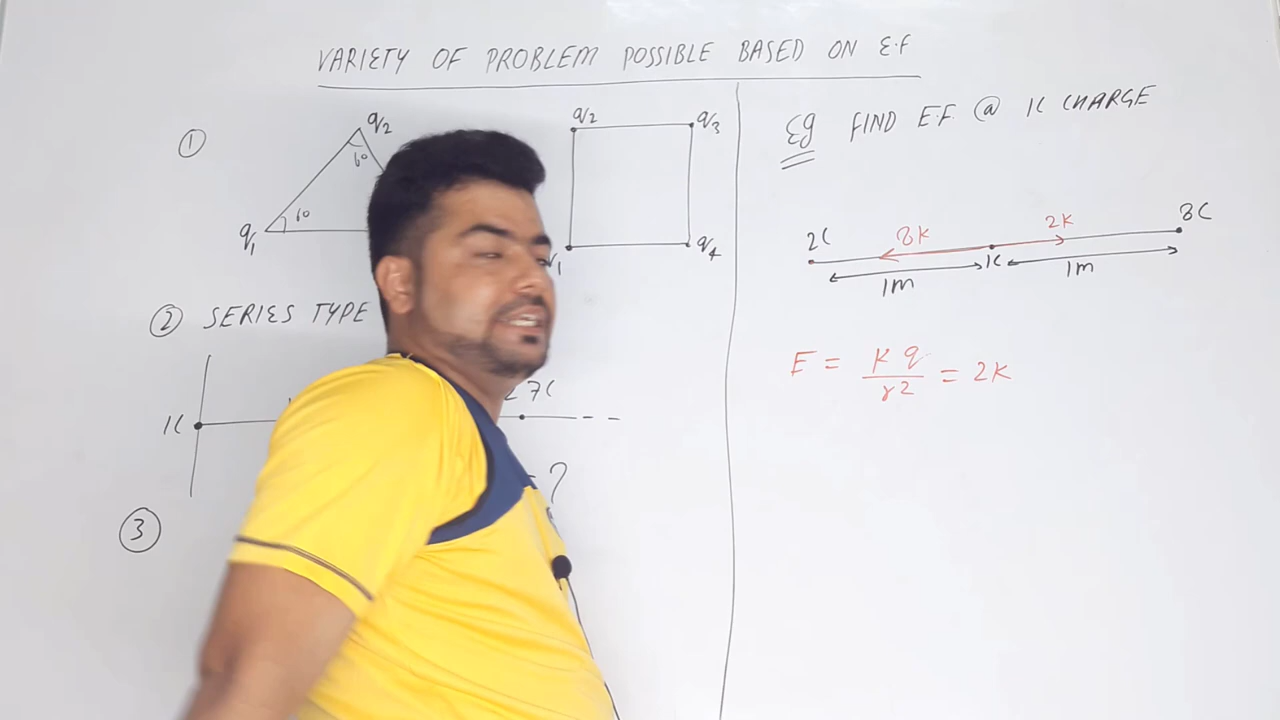 VARIETY OF PROBLEM POSSIBLE BASED ON E.F
①
q2
60
60
q1
q2
q3
q4
② SERIES TYPE
1C
27C
?
③
Eg FIND E.F. @ 1C CHARGE
2C
8K
2K
8C
1C
1m
1m
E = Kq/r2 = 2K